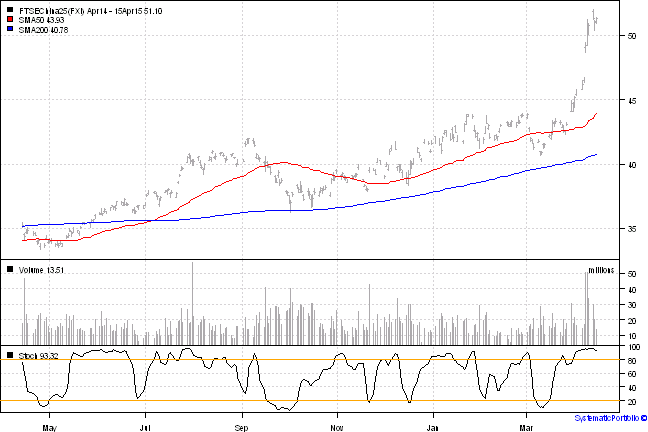 FTSEChina25(FXI) Apr14 - 15Apr15 51.10
SMA50 43.93
SMA200 40.78
50
45
40
35
Volume 13.51
millions
50
40
30
20
10
Stoch 93.32
100
80
60
40
20
May Jul Sep Nov Jan Mar
SystematicPortfolio ©